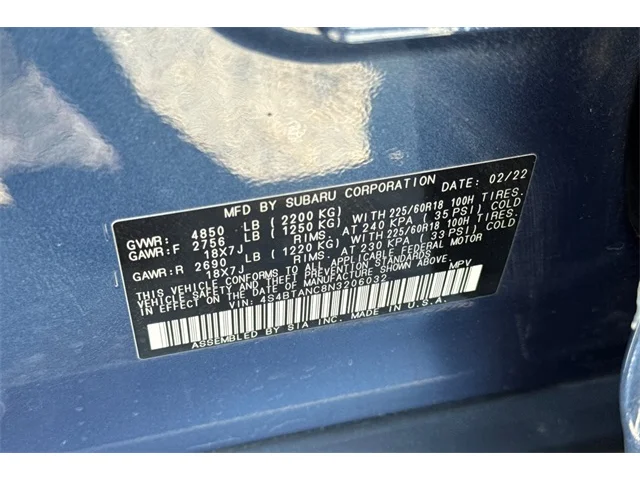 MFD BY SUBARU CORPORATION DATE: 02/22
GVWR: 4850 LB (2200 KG)
GAWR:F 2756 LB (1250 KG) WITH 225/60R18 100H TIRES.
18X7J RIMS. AT 240 KPA (35 PSI) COLD
GAWR:R 2690 LB (1220 KG) WITH 225/60R18 100H TIRES.
18X7J RIMS. AT 230 KPA (33 PSI) COLD
THIS VEHICLE CONFORMS TO ALL APPLICABLE FEDERAL MOTOR
VEHICLE SAFETY, BUMPER, AND THEFT PREVENTION STANDARDS
IN EFFECT ON THE DATE OF MANUFACTURE SHOWN ABOVE.
VIN: 4S4BTANC8N3206032 MPV
ASSEMBLED BY SIA INC. MADE IN U.S.A.